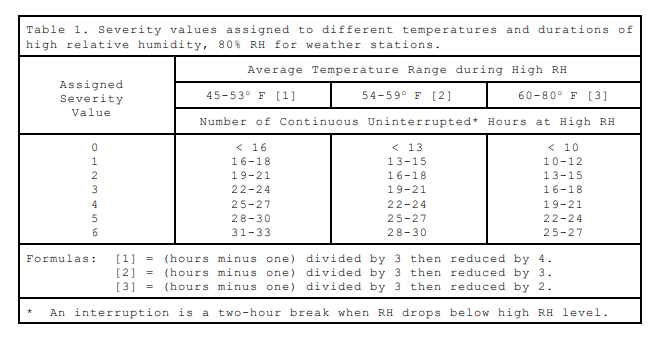 Table 1. Severity values assigned to different temperatures and durations of
high relative humidity, 80% RH for weather stations.
Assigned
Severity
Value
Average Temperature Range during High RH
45-53° F [1] 54-59° F [2] 60-80° F [3]
Number of Continuous Uninterrupted* Hours at High RH
0 < 16 < 13 < 10
1 16-18 13-15 10-12
2 19-21 16-18 13-15
3 22-24 19-21 16-18
4 25-27 22-24 19-21
5 28-30 25-27 22-24
6 31-33 28-30 25-27
Formulas: [1] = (hours minus one) divided by 3 then reduced by 4.
[2] = (hours minus one) divided by 3 then reduced by 3.
[3] = (hours minus one) divided by 3 then reduced by 2.
* An interruption is a two-hour break when RH drops below high RH level.